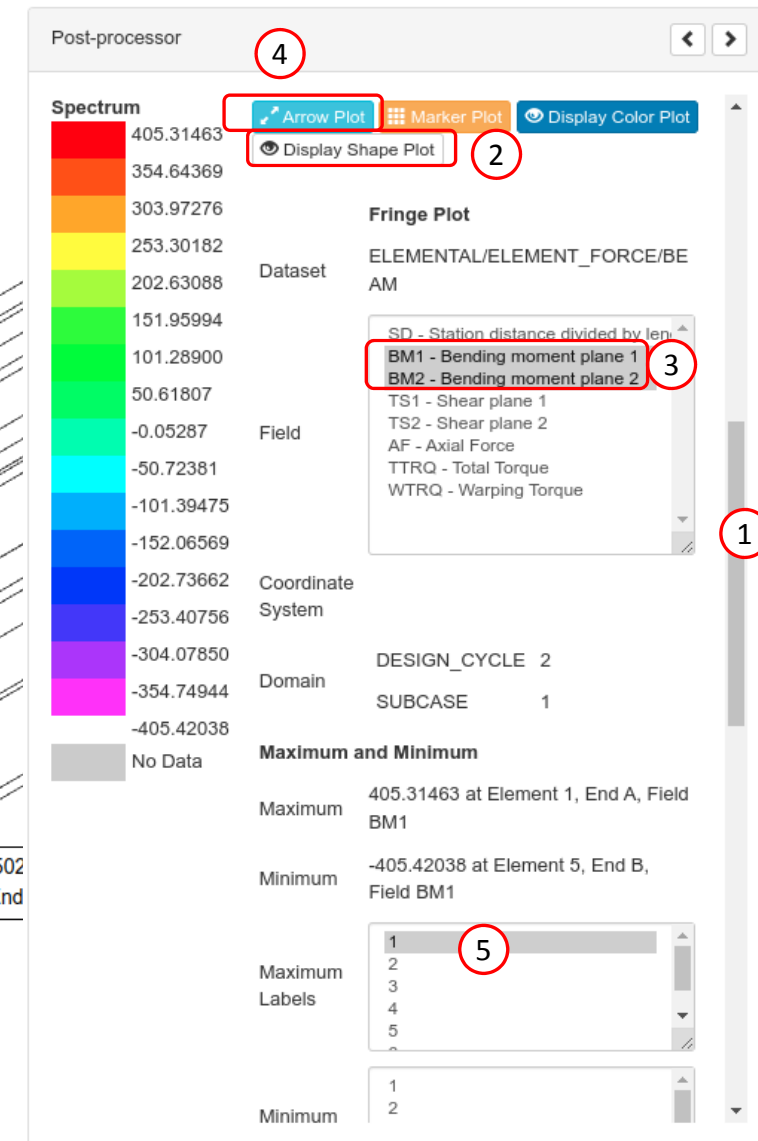 Post-processor
4
Spectrum
Arrow Plot
Marker Plot
Display Color Plot
Display Shape Plot
2
405.31463
354.64369
303.97276
253.30182
202.63088
151.95994
101.28900
50.61807
-0.05287
-50.72381
-101.39475
-152.06569
-202.73662
-253.40756
-304.07850
-354.74944
-405.42038
No Data
Fringe Plot
Dataset
ELEMENTAL/ELEMENT_FORCE/BE
AM
Field
SD - Station distance divided by
BM1 - Bending moment plane 1
BM2 - Bending moment plane 2
3
TS1 - Shear plane 1
TS2 - Shear plane 2
AF - Axial Force
TTRQ - Total Torque
WTRQ - Warping Torque
1
Coordinate
System
Domain
DESIGN_CYCLE 2
SUBCASE 1
Maximum and Minimum
Maximum
405.31463 at Element 1, End A, Field
BM1
Minimum
-405.42038 at Element 5, End B,
Field BM1
Maximum
Labels
1
2
3
4
5
5
Minimum
1
2